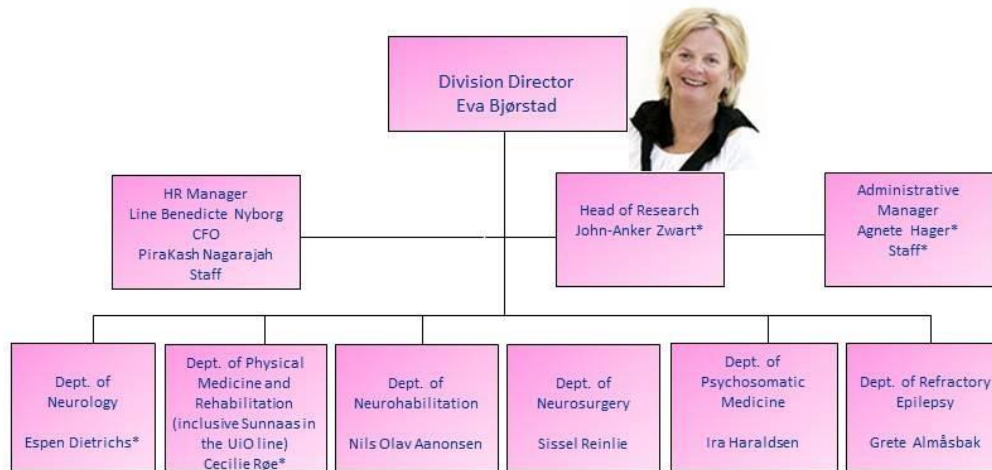 Division Director
Eva Bjørstad
HR Manager
Line Benedicte Nyborg
CFO
PiraKash Nagarajah
Staff
Head of Research
John-Anker Zwart*
Administrative
Manager
Agnete Hager*
Staff*
Dept. of
Neurology
Espen Dietrichs*
Dept. of Physical
Medicine and
Rehabilitation
(inclusive Sunnaas in
the UiO line)
Cecilie Røe*
Dept. of
Neurohabilitation
Nils Olav Aanonsen
Dept. of
Neurosurgery
Sissel Reinlie
Dept. of
Psychosomatic
Medicine
Ira Haraldsen
Dept. of Refractory
Epilepsy
Grete Almåsbak